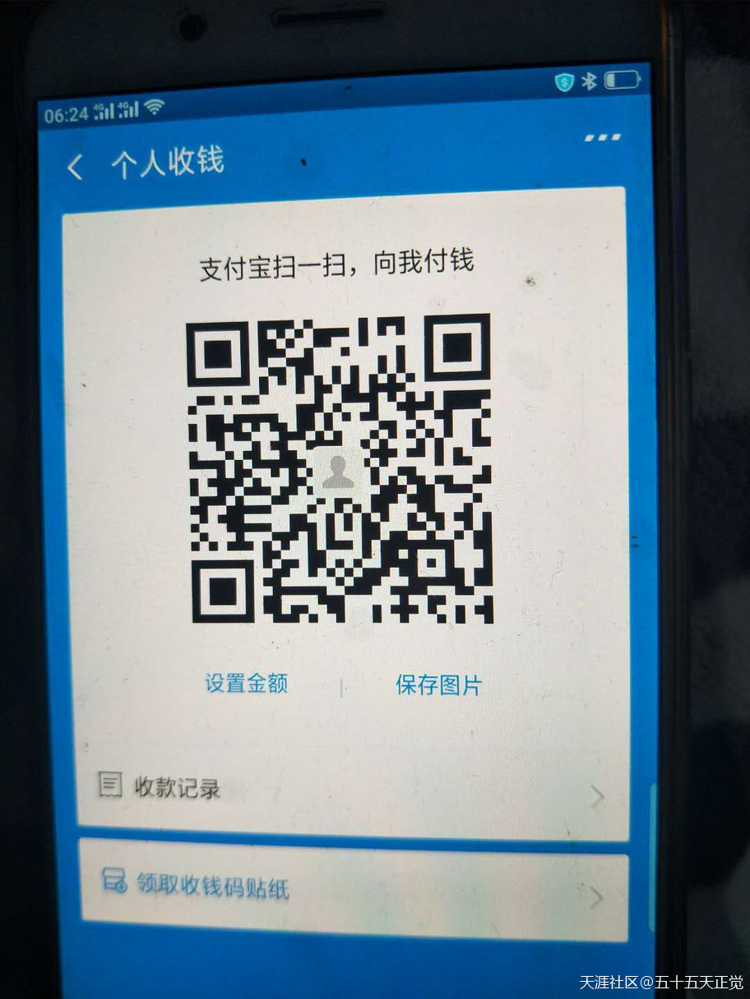 06:24 4G 4G
个人收钱
支付宝扫一扫，向我付钱
设置金额 | 保存图片
收款记录
领取收钱码贴纸
天涯社区@五十五天正觉